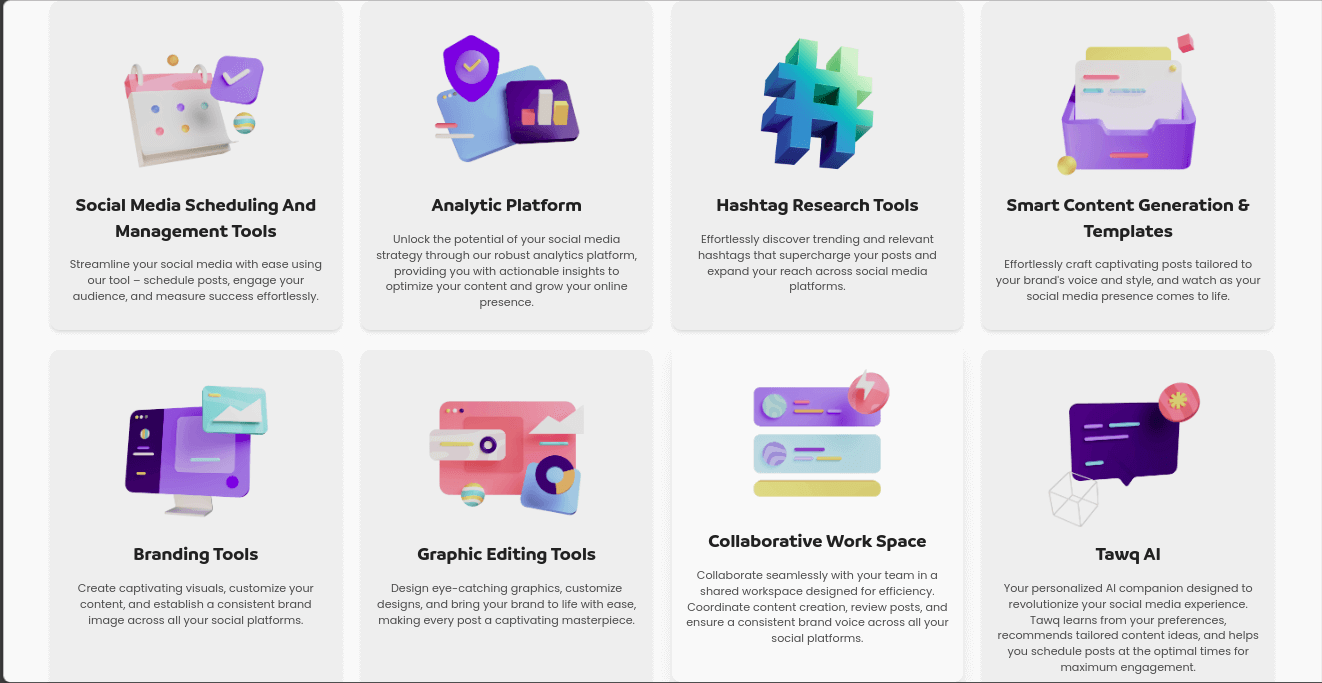 Social Media Scheduling And
Management Tools
Streamline your social media with ease using
our tool – schedule posts, engage your
audience, and measure success effortlessly.
Analytic Platform
Unlock the potential of your social media
strategy through our robust analytics platform,
providing you with actionable insights to
optimize your content and grow your online
presence.
Hashtag Research Tools
Effortlessly discover trending and relevant
hashtags that supercharge your posts and
expand your reach across social media
platforms.
Smart Content Generation &
Templates
Effortlessly craft captivating posts tailored to
your brand's voice and style, and watch as your
social media presence comes to life.
Branding Tools
Create captivating visuals, customize your
content, and establish a consistent brand
image across all your social platforms.
Graphic Editing Tools
Design eye-catching graphics, customize
designs, and bring your brand to life with ease,
making every post a captivating masterpiece.
Collaborative Work Space
Collaborate seamlessly with your team in a
shared workspace designed for efficiency.
Coordinate content creation, review posts, and
ensure a consistent brand voice across all your
social platforms.
Tawq AI
Your personalized AI companion designed to
revolutionize your social media experience.
Tawq learns from your preferences,
recommends tailored content ideas, and helps
you schedule posts at the optimal times for
maximum engagement.